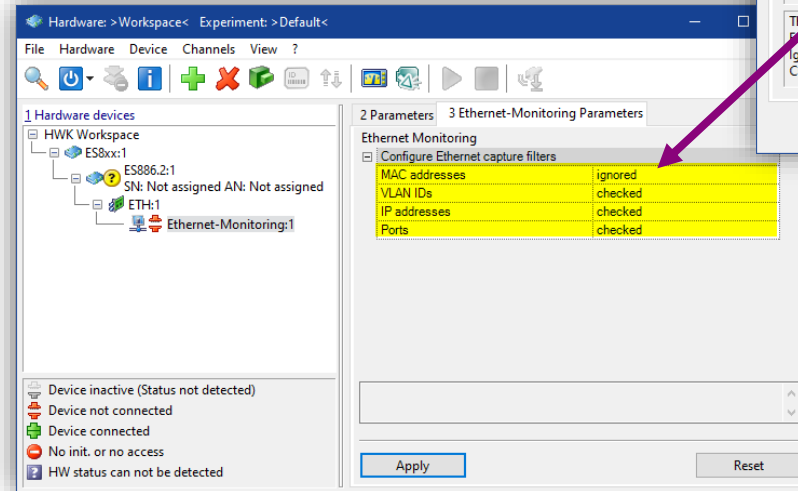 Hardware: >Workspace< Experiment: >Default<
File Hardware Device Channels View ?
1 Hardware devices
HWK Workspace
ES8xx:1
ES886.2:1
SN: Not assigned AN: Not assigned
ETH:1
Ethernet-Monitoring:1
2 Parameters 3 Ethernet-Monitoring Parameters
Ethernet Monitoring
Configure Ethernet capture filters
MAC addresses ignored
VLAN IDs checked
IP addresses checked
Ports checked
Device inactive (Status not detected)
Device not connected
Device connected
No init. or no access
HW status can not be detected
Apply Reset